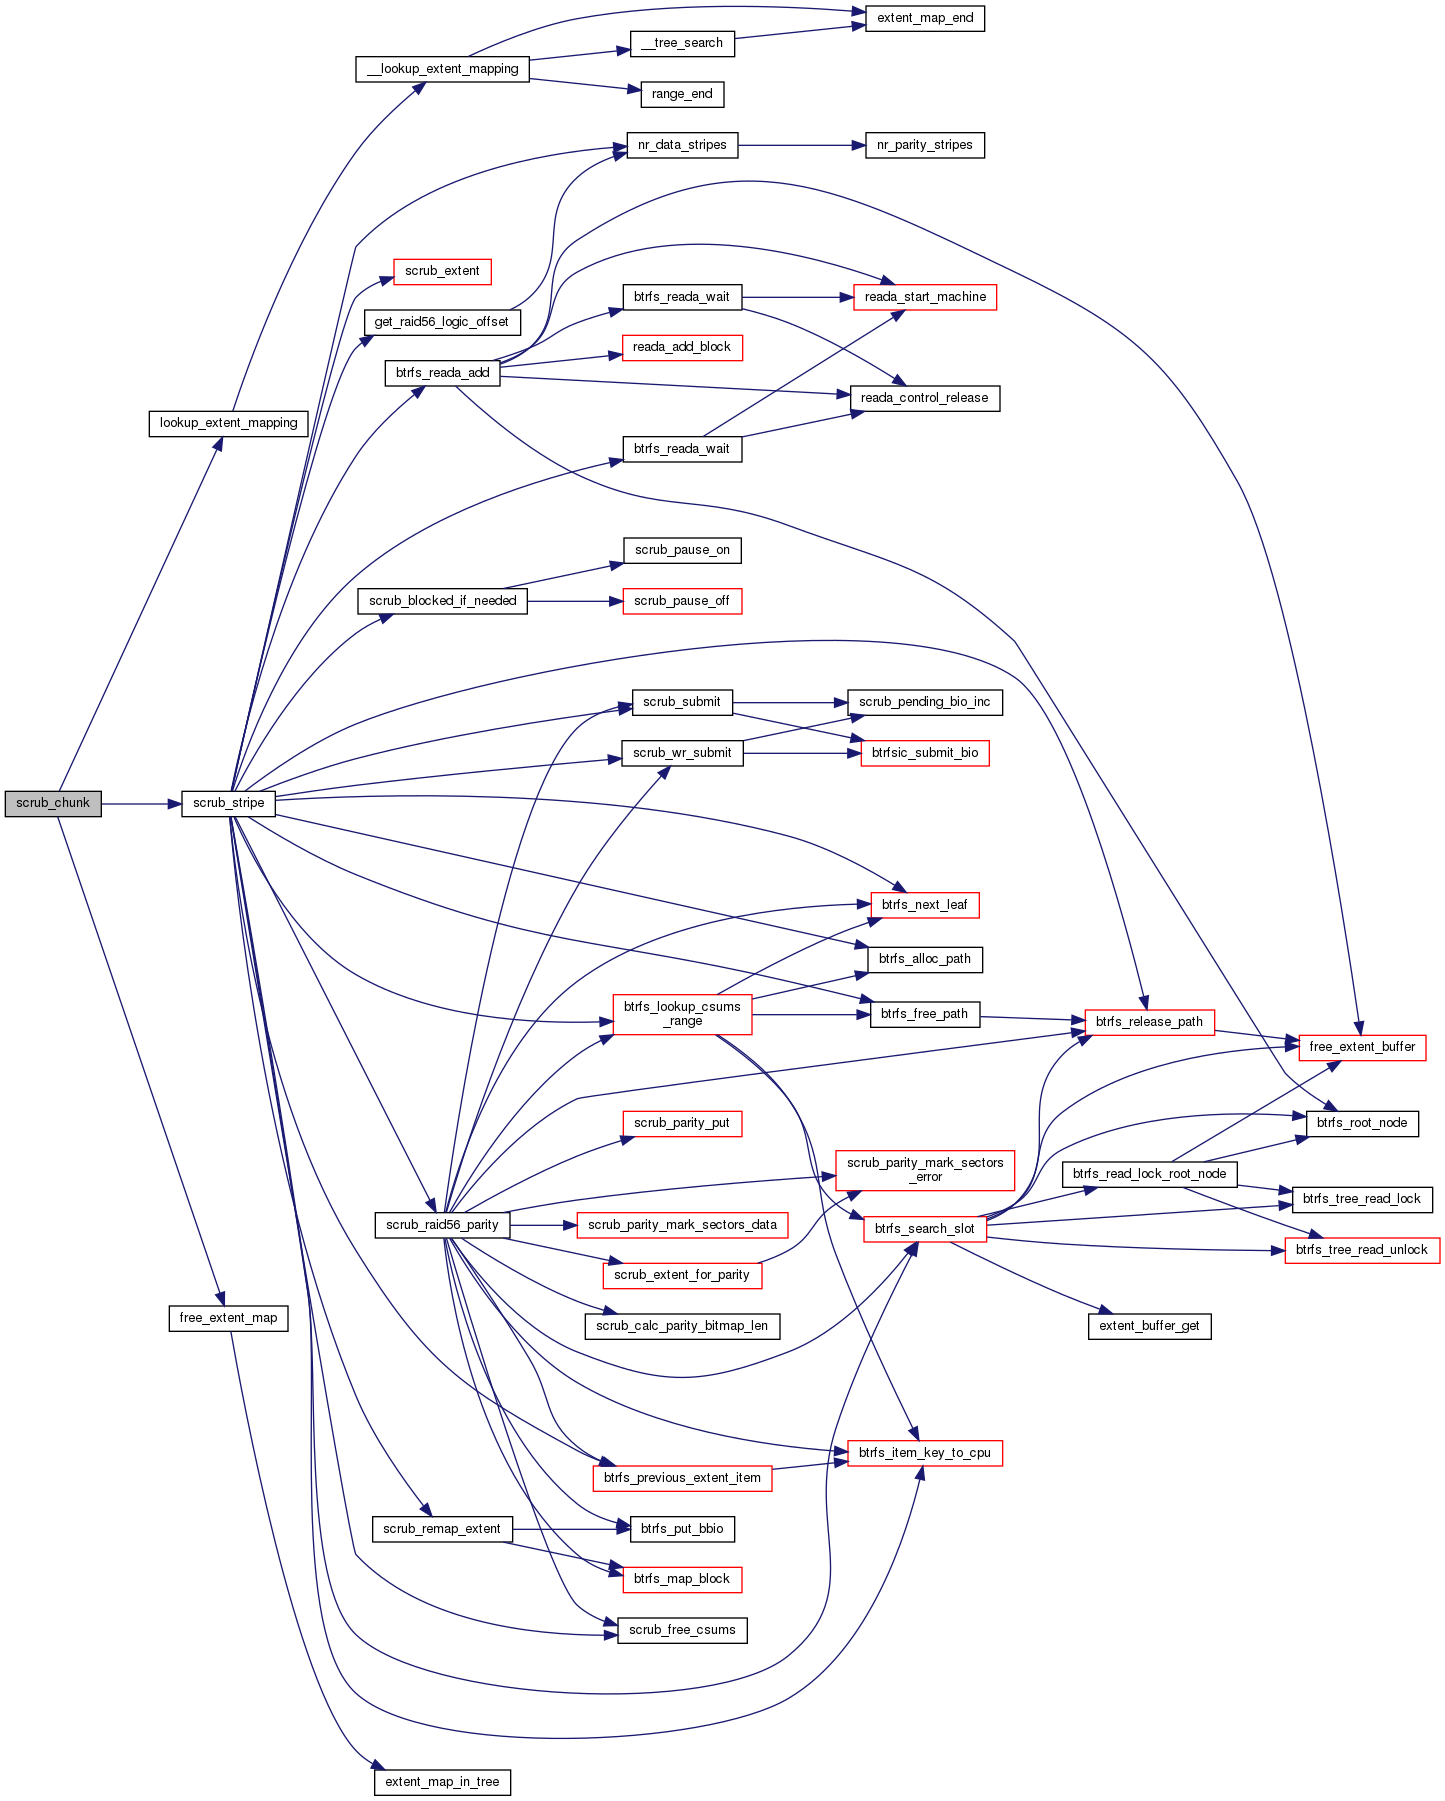 extent_map_end
__tree_search
__lookup_extent_mapping
range_end
nr_data_stripes
nr_parity_stripes
scrub_extent
btrfs_reada_wait
reada_start_machine
get_raid56_logic_offset
reada_add_block
btrfs_reada_add
reada_control_release
lookup_extent_mapping
btrfs_reada_wait
scrub_pause_on
scrub_blocked_if_needed
scrub_pause_off
scrub_submit
scrub_pending_bio_inc
scrub_wr_submit
btrfsic_submit_bio
scrub_chunk
scrub_stripe
btrfs_next_leaf
btrfs_alloc_path
btrfs_lookup_csums
_range
btrfs_free_path
btrfs_release_path
free_extent_buffer
scrub_parity_put
btrfs_root_node
scrub_parity_mark_sectors
_error
btrfs_read_lock_root_node
btrfs_tree_read_lock
scrub_raid56_parity
scrub_parity_mark_sectors_data
btrfs_search_slot
btrfs_tree_read_unlock
scrub_extent_for_parity
free_extent_map
scrub_calc_parity_bitmap_len
extent_buffer_get
btrfs_item_key_to_cpu
btrfs_previous_extent_item
scrub_remap_extent
btrfs_put_bbio
btrfs_map_block
scrub_free_csums
extent_map_in_tree